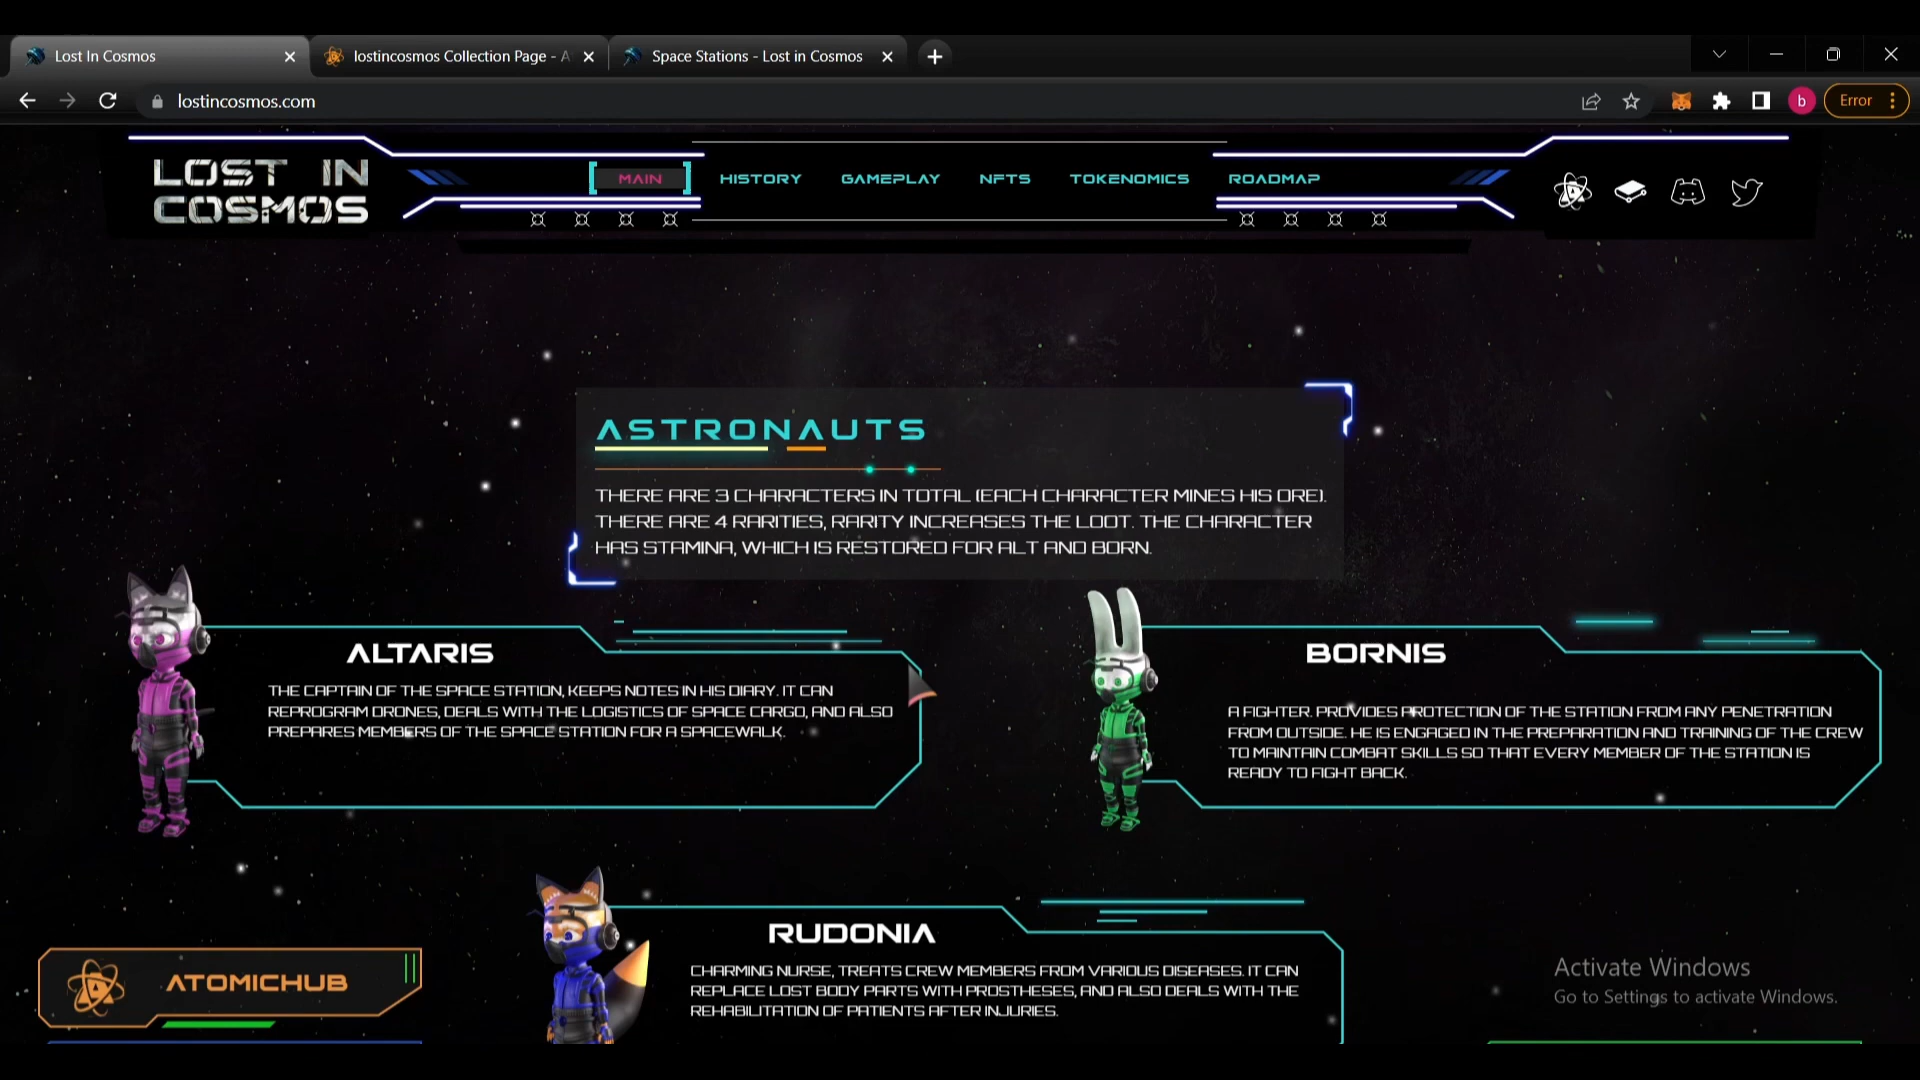 Lost In Cosmos
lostincosmos Collection Page - A
Space Stations - Lost in Cosmos
lostincosmos.com
b
Error
LOST IN
COSMOS
MAIN
HISTORY
GAMEPLAY
NFTS
TOKENOMICS
ROADMAP
ASTRONAUTS
THERE ARE 3 CHARACTERS IN TOTAL (EACH CHARACTER MINES HIS ORE).
THERE ARE 4 RARITIES, RARITY INCREASES THE LOOT. THE CHARACTER
HAS STAMINA, WHICH IS RESTORED FOR ALT AND BORN.
ALTARIS
THE CAPTAIN OF THE SPACE STATION, KEEPS NOTES IN HIS DIARY. IT CAN
REPROGRAM DRONES, DEALS WITH THE LOGISTICS OF SPACE CARGO, AND ALSO
PREPARES MEMBERS OF THE SPACE STATION FOR A SPACEWALK.
BORNIS
A FIGHTER. PROVIDES PROTECTION OF THE STATION FROM ANY PENETRATION
FROM OUTSIDE. HE IS ENGAGED IN THE PREPARATION AND TRAINING OF THE CREW
TO MAINTAIN COMBAT SKILLS SO THAT EVERY MEMBER OF THE STATION IS
READY TO FIGHT BACK.
RUDONIA
CHARMING NURSE, TREATS CREW MEMBERS FROM VARIOUS DISEASES. IT CAN
REPLACE LOST BODY PARTS WITH PROSTHESES, AND ALSO DEALS WITH THE
REHABILITATION OF PATIENTS AFTER INJURIES.
ATOMICHUB
Activate Windows
Go to Settings to activate Windows.